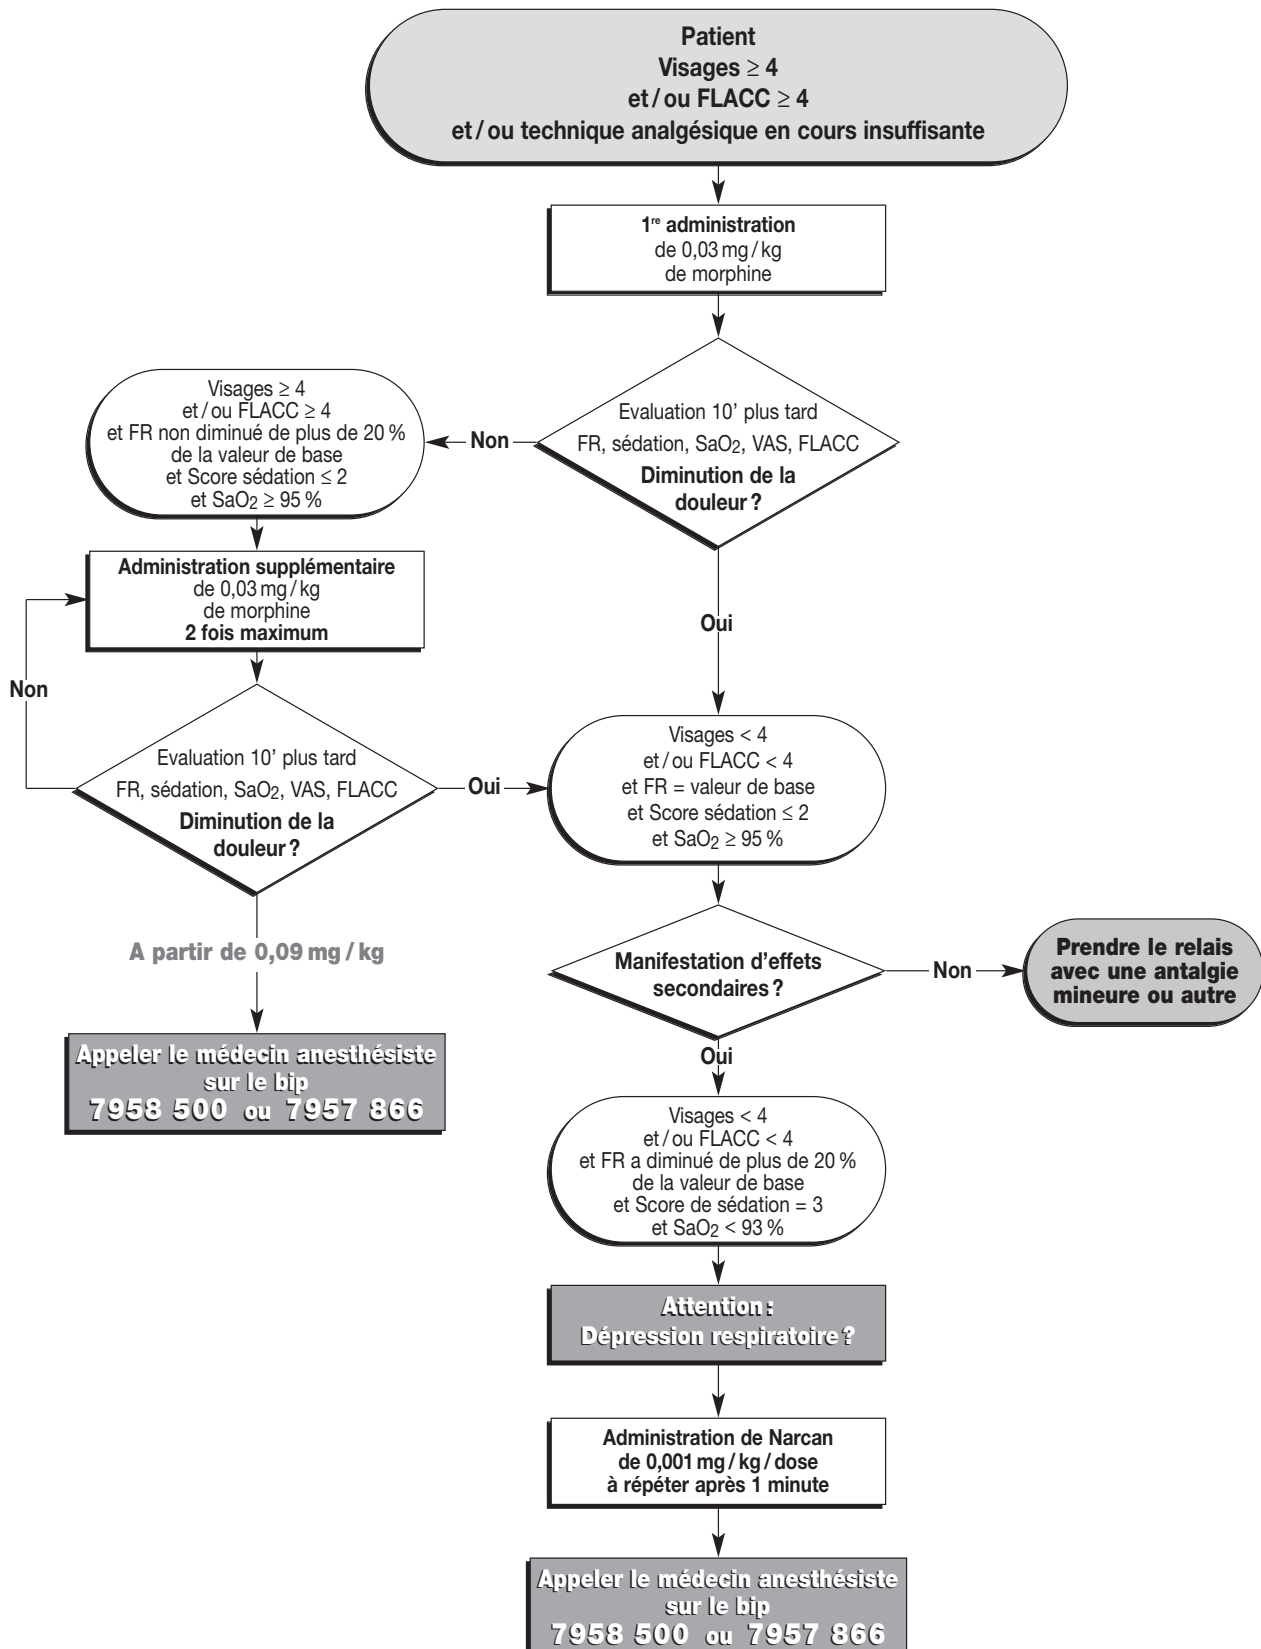 Patient
Visages ≥ 4
et / ou FLACC ≥ 4
et / ou technique analgésique en cours insuffisante
1re administration
de 0,03 mg / kg
de morphine
Evaluation 10’ plus tard
FR, sédation, SaO2, VAS, FLACC
Diminution de la
douleur ?
Non
Visages ≥ 4
et / ou FLACC ≥ 4
et FR non diminué de plus de 20 %
de la valeur de base
et Score sédation ≤ 2
et SaO2 ≥ 95 %
Administration supplémentaire
de 0,03 mg / kg
de morphine
2 fois maximum
Non
Evaluation 10’ plus tard
FR, sédation, SaO2, VAS, FLACC
Diminution de la
douleur ?
Oui
A partir de 0,09 mg / kg
Appeler le médecin anesthésiste
sur le bip
7958 500 ou 7957 866
Oui
Visages < 4
et / ou FLACC < 4
et FR = valeur de base
et Score sédation ≤ 2
et SaO2 ≥ 95 %
Manifestation d'effets
secondaires ?
Non
Prendre le relais
avec une antalgie
mineure ou autre
Oui
Visages < 4
et / ou FLACC < 4
et FR a diminué de plus de 20 %
de la valeur de base
et Score de sédation = 3
et SaO2 < 93 %
Attention :
Dépression respiratoire ?
Administration de Narcan
de 0,001 mg / kg / dose
à répéter après 1 minute
Appeler le médecin anesthésiste
sur le bip
7958 500 ou 7957 866